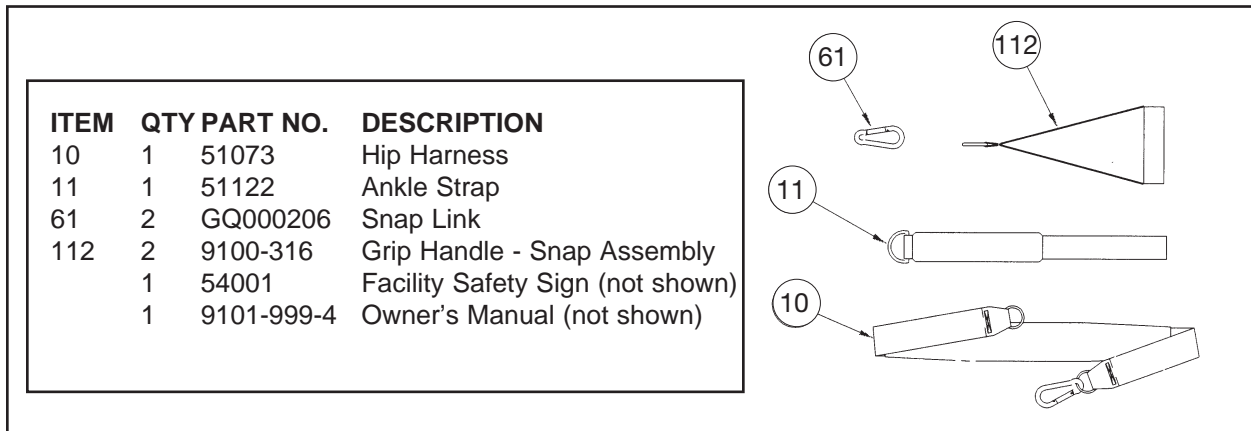 ITEM QTY PART NO. DESCRIPTION
10 1 51073 Hip Harness
11 1 51122 Ankle Strap
61 2 GQ000206 Snap Link
112 2 9100-316 Grip Handle - Snap Assembly
1 54001 Facility Safety Sign (not shown)
1 9101-999-4 Owner's Manual (not shown)
61
112
11
10